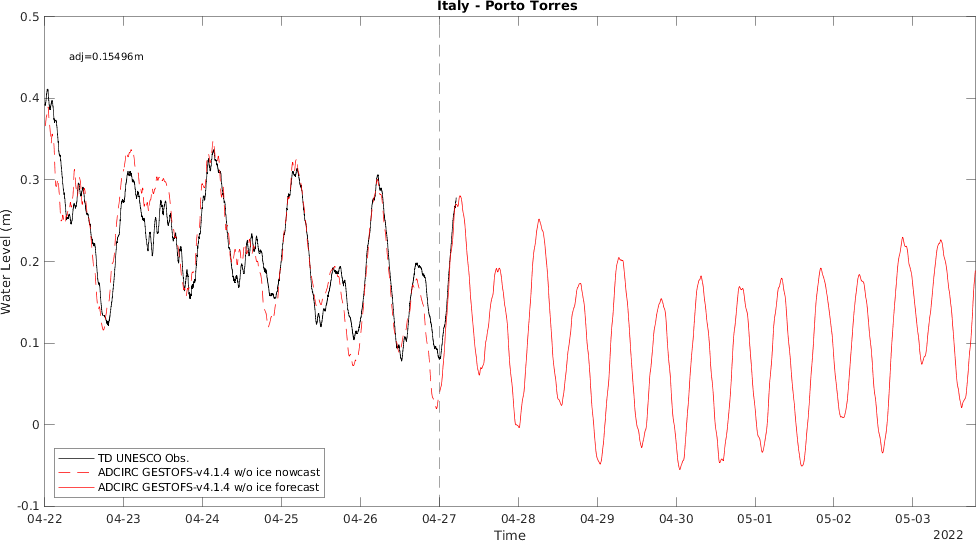 Italy - Porto Torres
adj=0.15496m
0.5
0.4
0.3
0.2
0.1
0
-0.1
Water Level (m)
TD UNESCO Obs.
ADCIRC GESTOFS-v4.1.4 w/o ice nowcast
ADCIRC GESTOFS-v4.1.4 w/o ice forecast
04-22 04-23 04-24 04-25 04-26 04-27 04-28 04-29 04-30 05-01 05-02 05-03
Time
2022